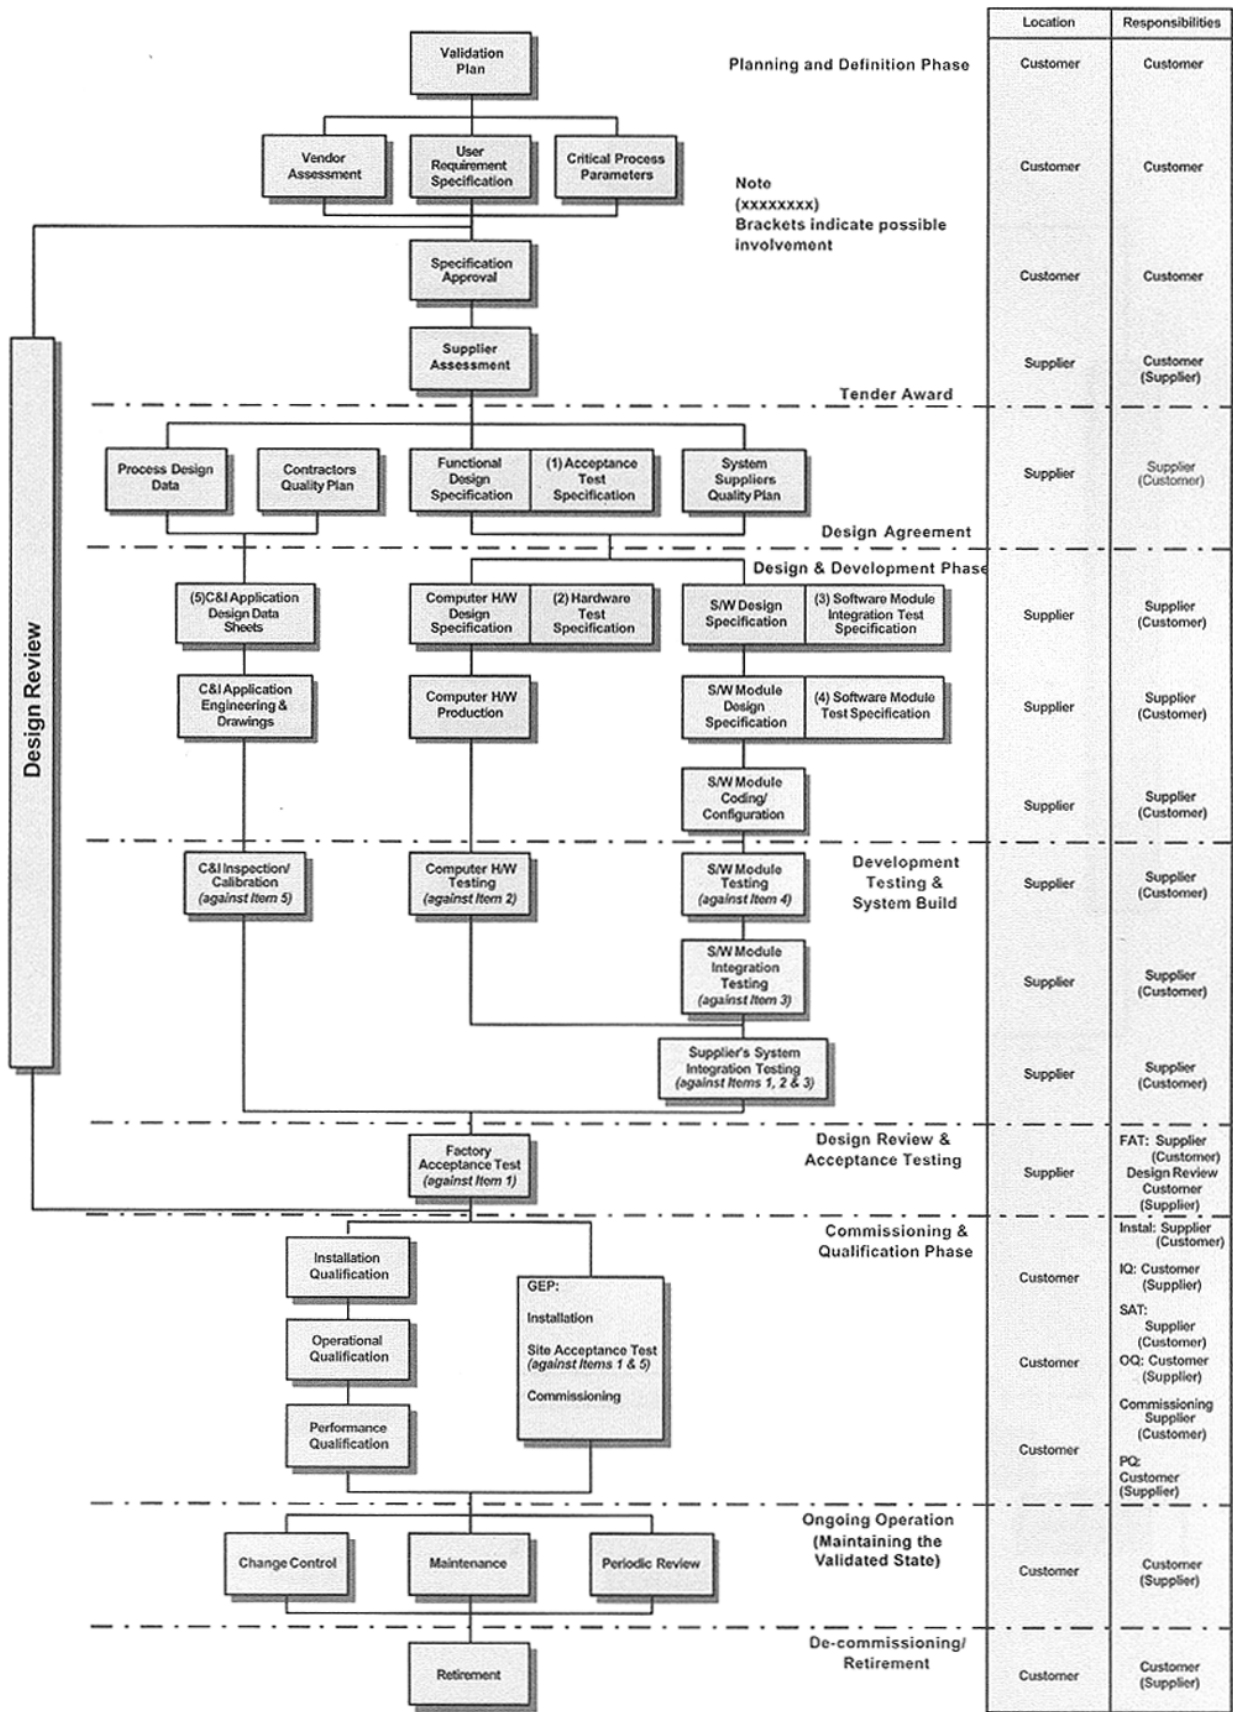 Location
Responsibilities
Validation
Plan
Planning and Definition Phase
Customer
Customer
Vendor
Assessment
User
Requirement
Specification
Critical Process
Parameters
Customer
Customer
Note
(xxxxxxxx)
Brackets indicate possible
involvement
Specification
Approval
Customer
Customer
Supplier
Assessment
Supplier
Customer
(Supplier)
Tender Award
Design Review
Process Design
Data
Contractors
Quality Plan
Functional
Design
Specification
(1) Acceptance
Test
Specification
System
Suppliers
Quality Plan
Supplier
Supplier
(Customer)
Design Agreement
Design & Development Phase
(5)C&I Application
Design Data
Sheets
Computer H/W
Design
Specification
(2) Hardware
Test
Specification
S/W Design
Specification
(3) Software Module
Integration Test
Specification
Supplier
Supplier
(Customer)
C&I Application
Engineering &
Drawings
Computer H/W
Production
S/W Module
Design
Specification
(4) Software Module
Test Specification
Supplier
Supplier
(Customer)
S/W Module
Coding/
Configuration
Supplier
Supplier
(Customer)
C&I Inspection/
Calibration
(against Item 5)
Computer H/W
Testing
(against Item 2)
S/W Module
Testing
(against Item 4)
Development
Testing &
System Build
Supplier
Supplier
(Customer)
S/W Module
Integration
Testing
(against Item 3)
Supplier
Supplier
(Customer)
Supplier's System
Integration Testing
(against Items 1, 2 & 3)
Supplier
Supplier
(Customer)
Factory
Acceptance Test
(against Item 1)
Design Review &
Acceptance Testing
Supplier
FAT: Supplier
(Customer)
Design Review
Customer
(Supplier)
Commissioning &
Qualification Phase
Installation
Qualification
Operational
Qualification
Performance
Qualification
GEP:
Installation
Site Acceptance Test
(against Items 1 & 5)
Commissioning
Customer
Customer
Customer
Instal: Supplier
(Customer)
IQ: Customer
(Supplier)
SAT:
Supplier
(Customer)
OQ: Customer
(Supplier)
Commissioning
Supplier
(Customer)
PQ:
Customer
(Supplier)
Ongoing Operation
(Maintaining the
Validated State)
Change Control
Maintenance
Periodic Review
Customer
Customer
(Supplier)
De-commissioning/
Retirement
Retirement
Customer
Customer
(Supplier)